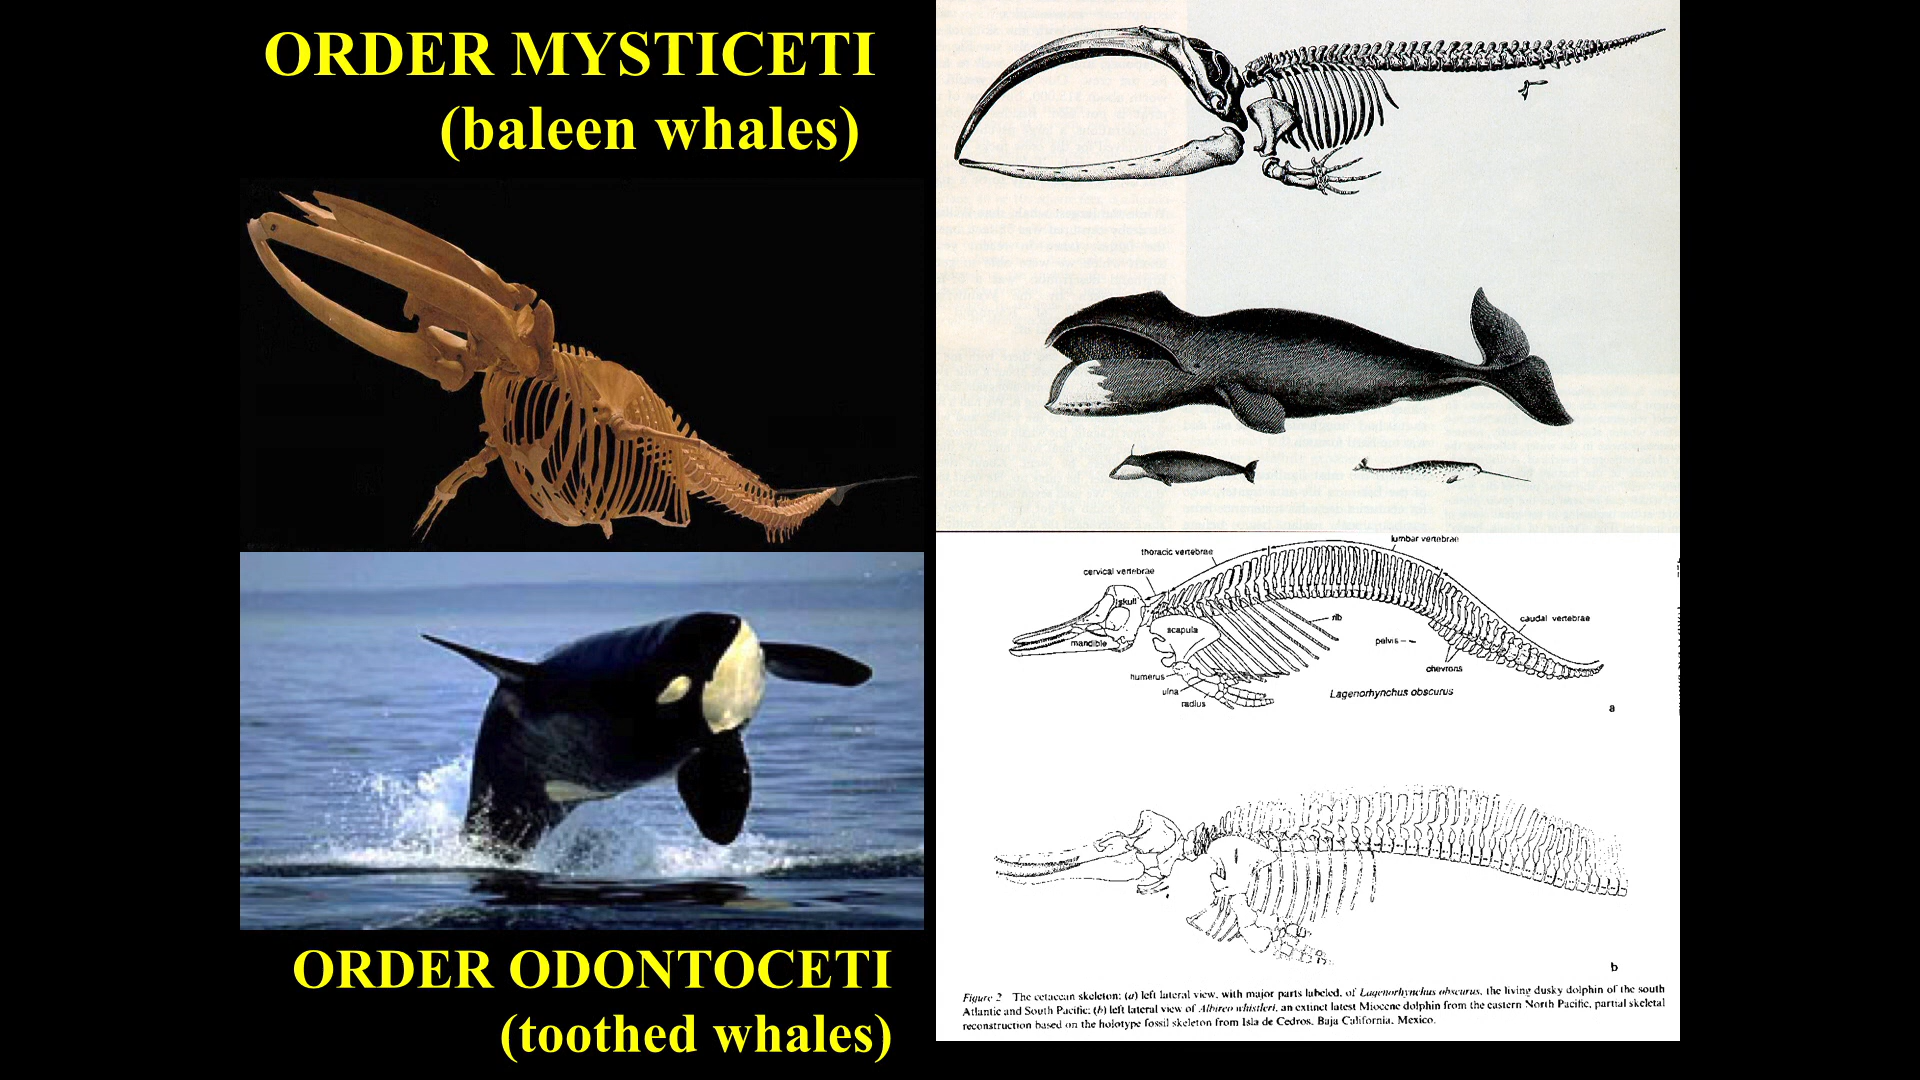 ORDER MYSTICETI
(baleen whales)
ORDER ODONTOCETI
(toothed whales)
lumbar vertebrae
thoracic vertebrae
cervical vertebrae
skull
mandible
scapula
rib
pelvis
caudal vertebrae
chevrons
humerus
ulna
radius
Lagenorhynchus obscurus
a
b
Figure 2 The cetacean skeleton: (a) left lateral view, with major parts labeled, of Lagenorhynchus obscurus, the living dusky dolphin of the south
Atlantic and South Pacific; (b) left lateral view of Albireo whistleri, an extinct latest Miocene dolphin from the eastern North Pacific, partial skeletal
reconstruction based on the holotype fossil skeleton from Isla de Cedros, Baja California, Mexico.